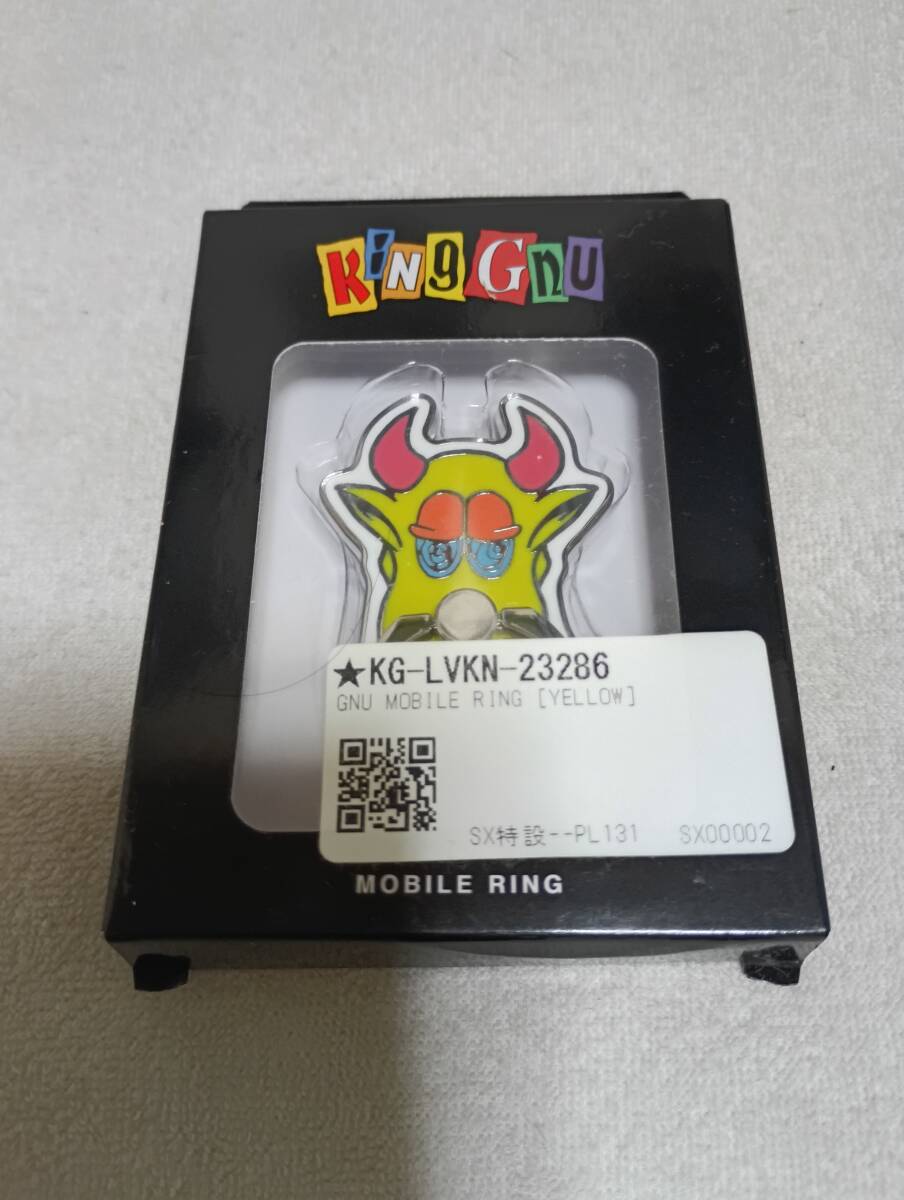 KiNg GnU
★KG-LVKN-23286
GNU MOBILE RING [YELLOW]
SX特設--PL131 SX00002
MOBILE RING